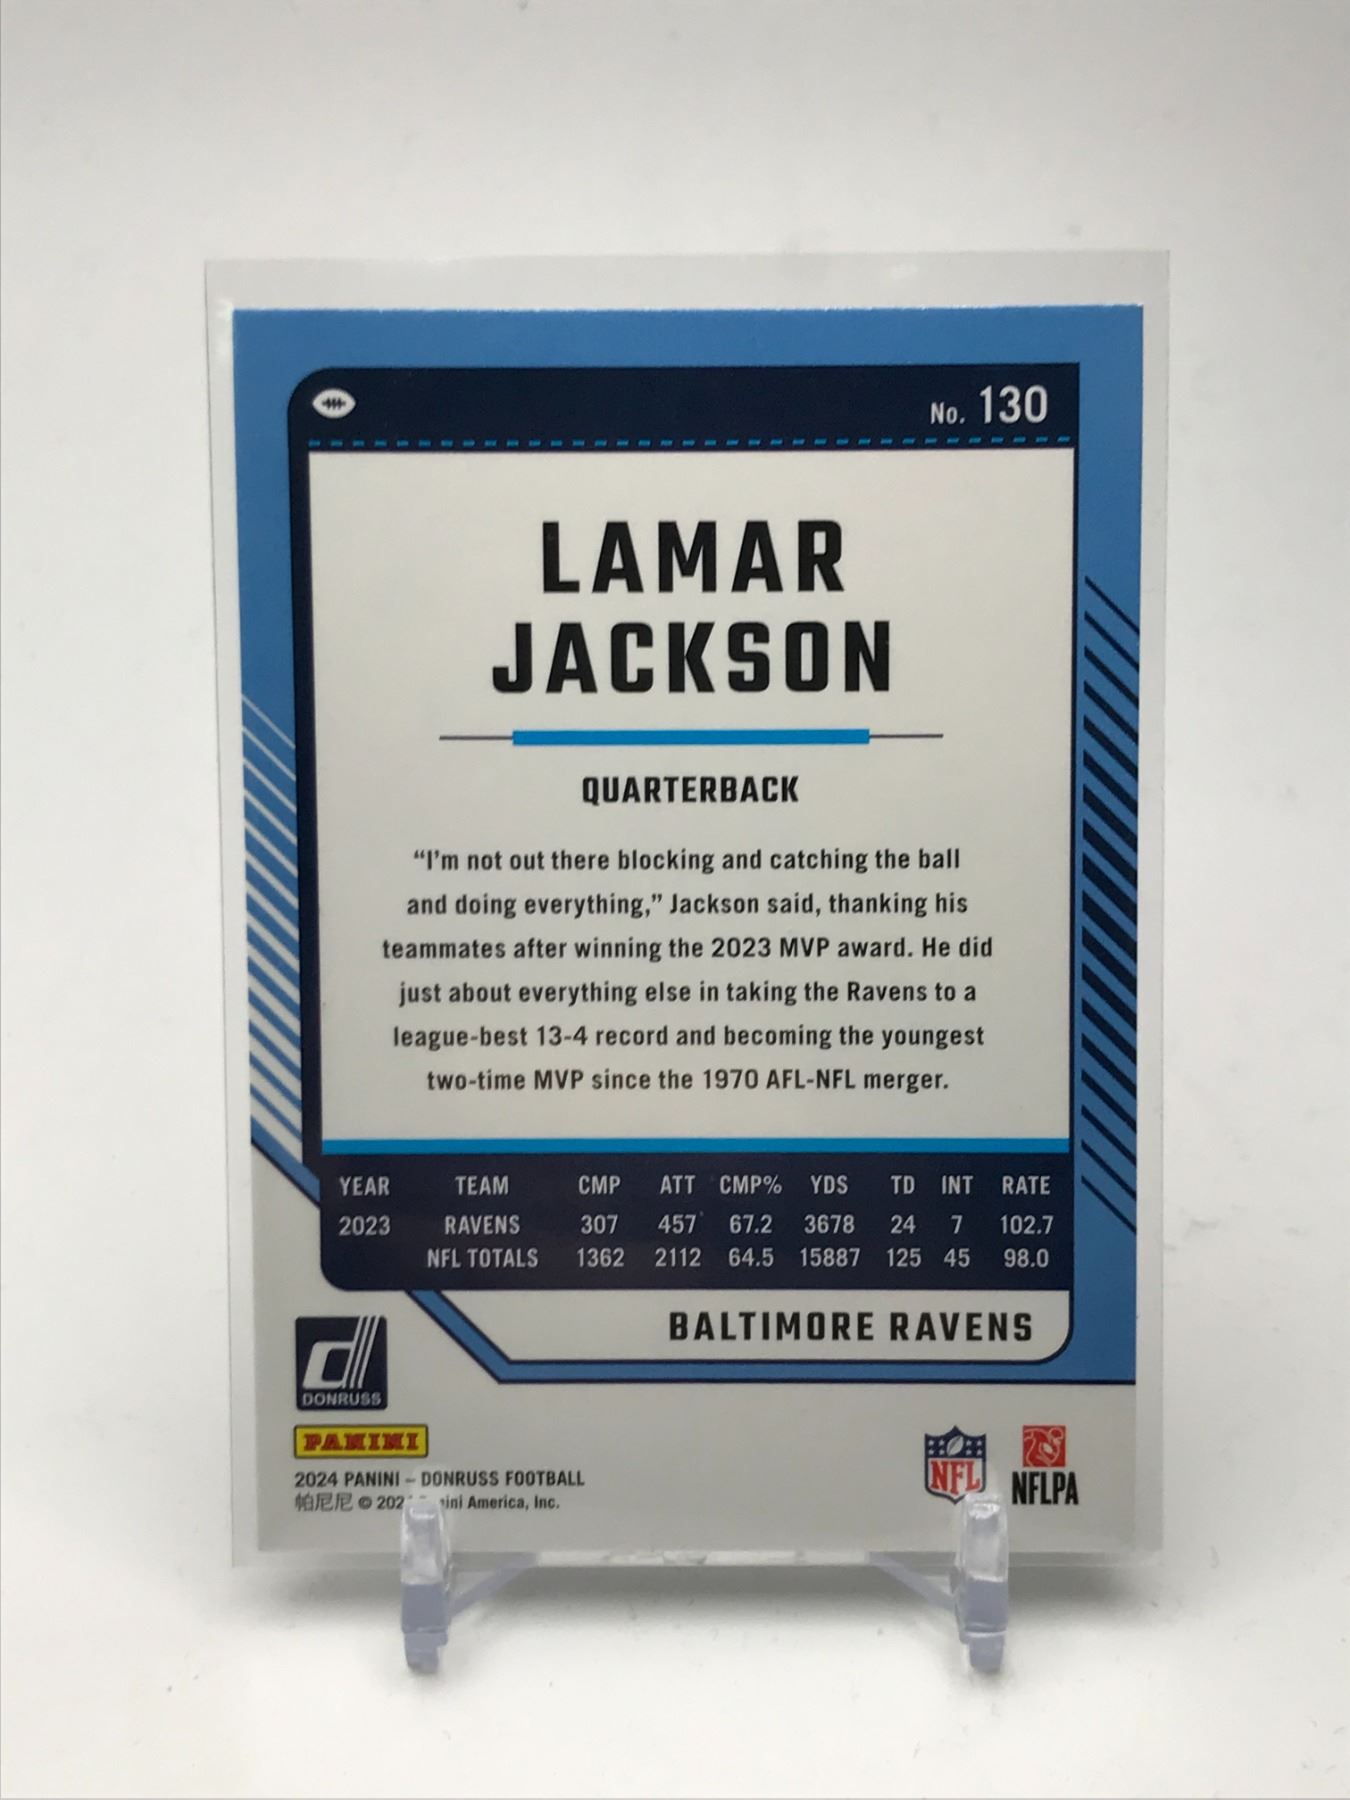 No. 130
LAMAR
JACKSON
QUARTERBACK
“I’m not out there blocking and catching the ball
and doing everything,” Jackson said, thanking his
teammates after winning the 2023 MVP award. He did
just about everything else in taking the Ravens to a
league-best 13-4 record and becoming the youngest
two-time MVP since the 1970 AFL-NFL merger.
YEAR TEAM CMP ATT CMP% YDS TD INT RATE
2023 RAVENS 307 457 67.2 3678 24 7 102.7
NFL TOTALS 1362 2112 64.5 15887 125 45 98.0
BALTIMORE RAVENS
DONRUSS
PANINI
2024 PANINI – DONRUSS FOOTBALL
帕尼尼 © America, Inc.
NFL
NFLPA